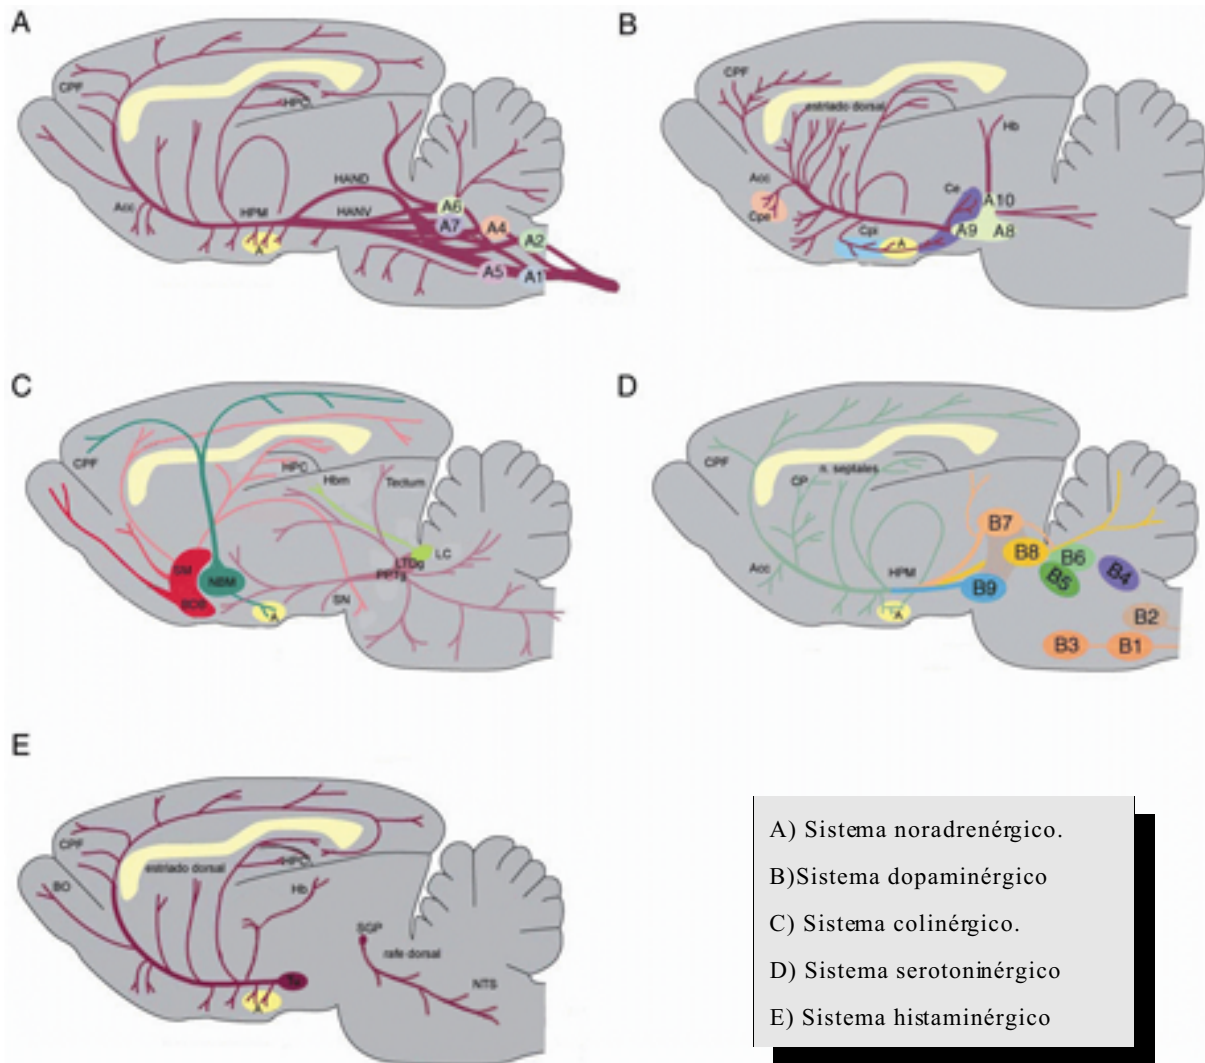 A
CPF
HPC
HAND
Acc
HPM
HANV
A6
A7
A4
A2
A5
A1
A
B
CPF
estriado dorsal
Hb
Acc
Ce
A10
Cpe
Cpi
A9
A8
A
C
CPF
HPC
Hbm
Tectum
LC
LTDg
PPTg
SM
NBM
BDB
SN
A
D
CPF
n. septales
CP
B7
B8
B6
B5
B4
Acc
HPM
B9
B2
B3
B1
A
E
CPF
HPC
estriado dorsal
BO
Hb
SGP
rafe dorsal
NTS
A) Sistema noradrenérgico.
B)Sistema dopaminérgico
C) Sistema colinérgico.
D) Sistema serotoninérgico
E) Sistema histaminérgico